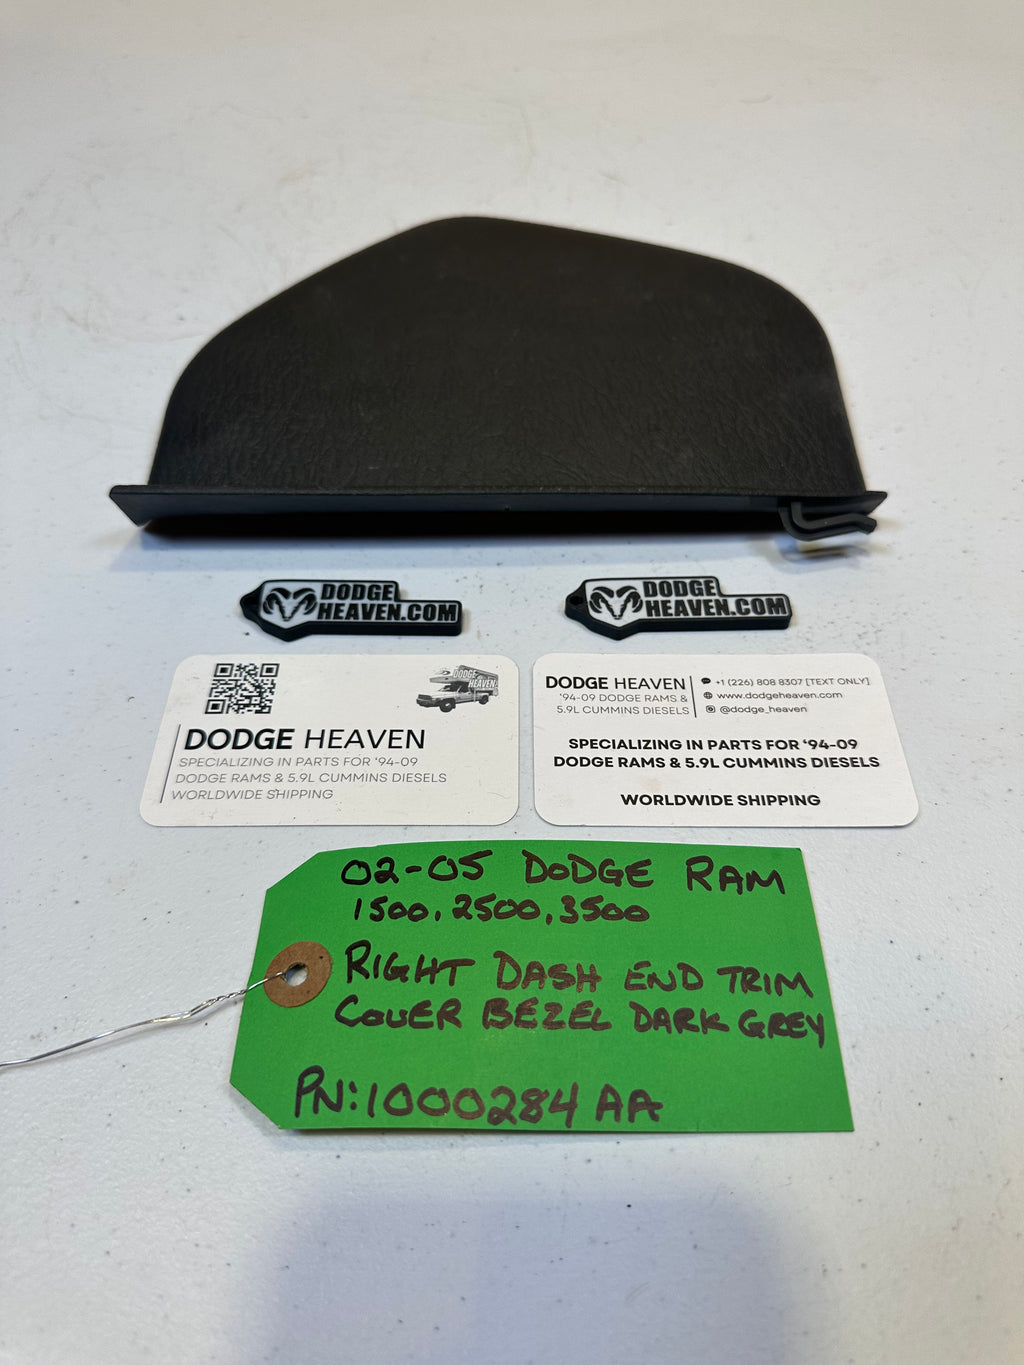 DODGE
HEAVEN.COM
DODGE
HEAVEN.COM
DODGE
HEAVEN
DODGE HEAVEN
SPECIALIZING IN PARTS FOR '94-09
DODGE RAMS & 5.9L CUMMINS DIESELS
WORLDWIDE SHIPPING
DODGE HEAVEN
'94-09 DODGE RAMS &
5.9L CUMMINS DIESELS
+1 (226) 808 8307 [TEXT ONLY]
www.dodgeheaven.com
@dodge_heaven
SPECIALIZING IN PARTS FOR '94-09
DODGE RAMS & 5.9L CUMMINS DIESELS
WORLDWIDE SHIPPING
02-05 DODGE RAM
1500, 2500, 3500
RIGHT DASH END TRIM
COVER BEZEL DARK GREY
PN: 1000284AA